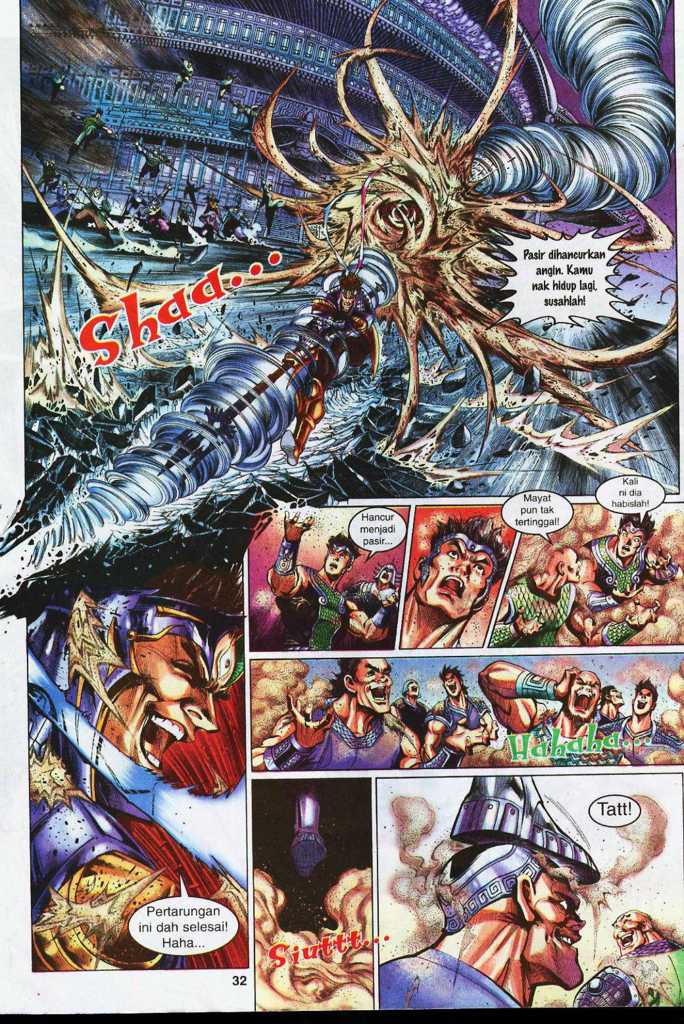 Pasir dihancurkan
angin. Kamu
nak hidup lagi,
susahlah!
Shaa...
Hancur
menjadi
pasir...
Mayat
pun tak
tertinggal!
Kali
ni dia
habislah!
Hahaha...
Pertarungan
ini dah selesai!
Haha...
Siuttt...
Tatt!
32